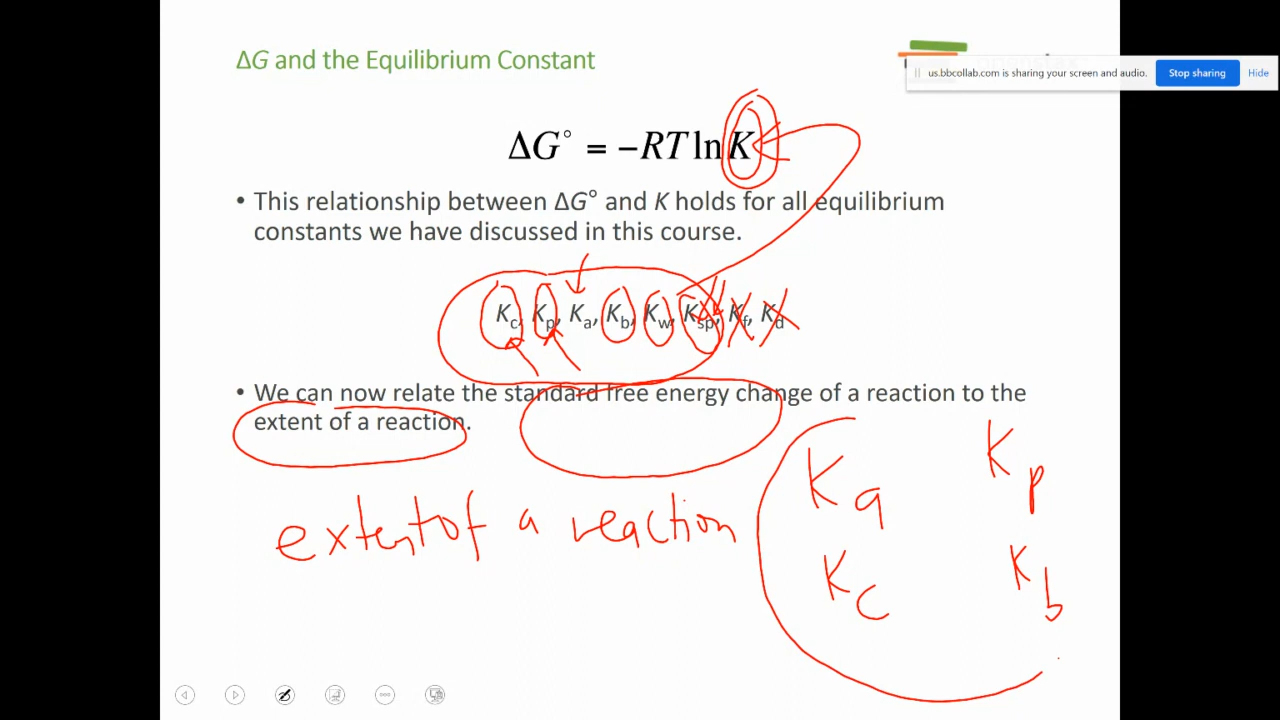 ΔG and the Equilibrium Constant
us.bbcollab.com is sharing your screen and audio. Stop sharing Hide
ΔG° = −RT ln K
• This relationship between ΔG° and K holds for all equilibrium
constants we have discussed in this course.
Kc, Kp, Ka, Kb, Kw, Ksp, Kf, Kd
• We can now relate the standard free energy change of a reaction to the
extent of a reaction.
extent of a reaction
Ka Kp
Kc Kb